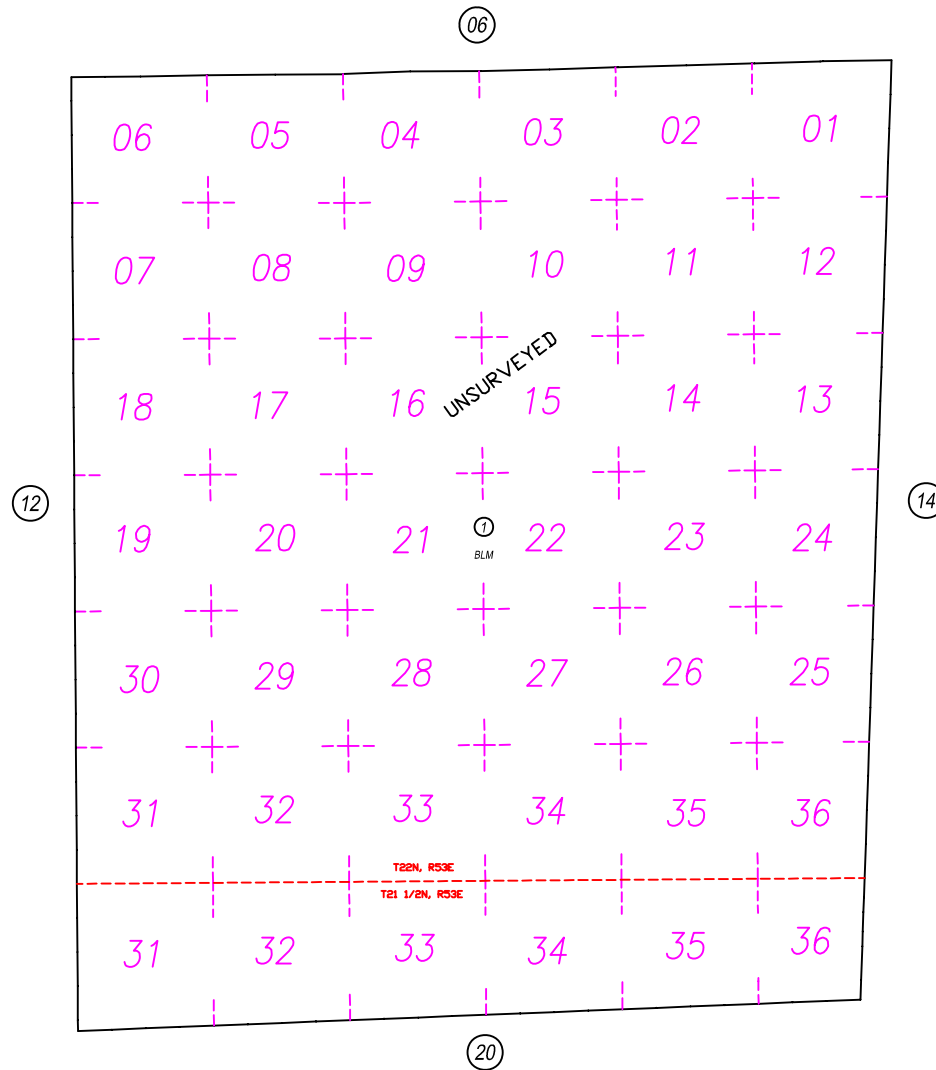 06
06 05 04 03 02 01
07 08 09 10 11 12
UNSURVEYED
18 17 16 15 14 13
12
14
1
19 20 21 22 23 24
BLM
30 29 28 27 26 25
31 32 33 34 35 36
T22N, R53E
T21 1/2N, R53E
31 32 33 34 35 36
20